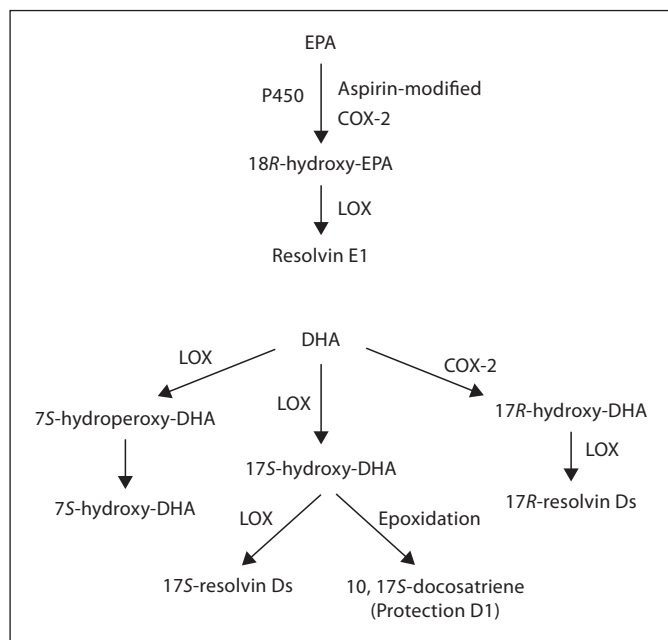 EPA
P450
Aspirin-modified
COX-2
18R-hydroxy-EPA
LOX
Resolvin E1
DHA
LOX
COX-2
LOX
7S-hydroperoxy-DHA
17R-hydroxy-DHA
LOX
17S-hydroxy-DHA
7S-hydroxy-DHA
17R-resolvin Ds
LOX
Epoxidation
17S-resolvin Ds
10, 17S-docosatriene
(Protection D1)